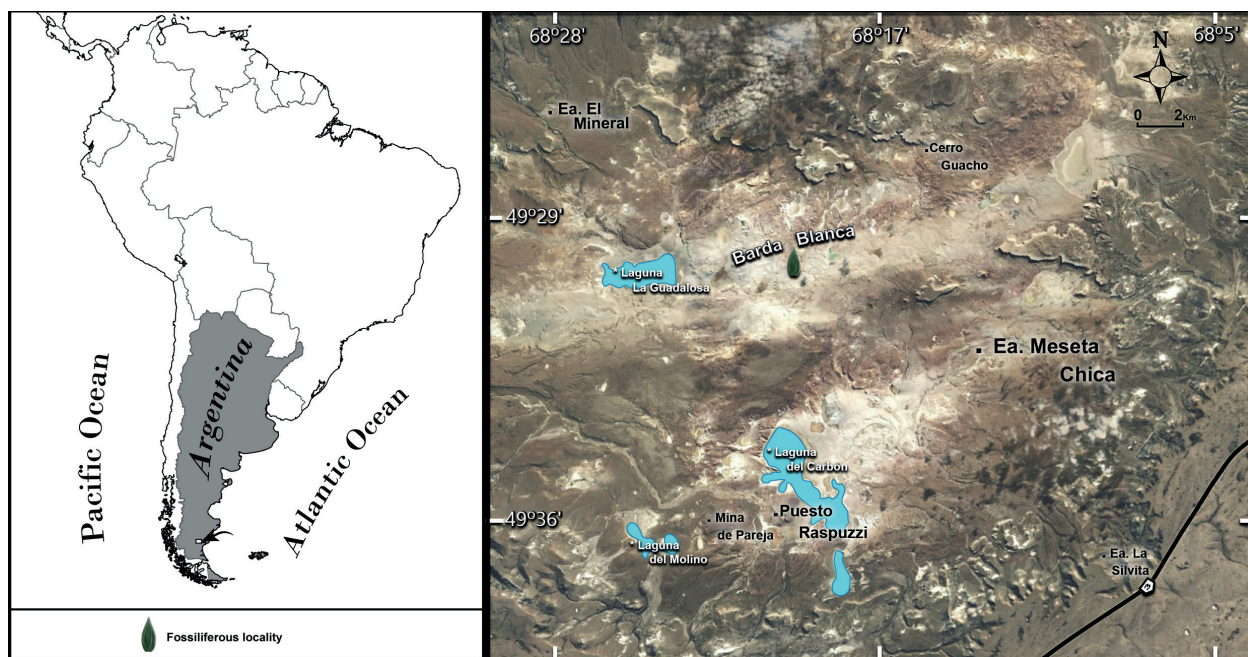 Pacific Ocean
Argentina
Atlantic Ocean
Fossiliferous locality
68º28'
68º17'
68º5'
N
0 2Km
Ea. El
Mineral
Cerro
Guacho
49º29'
Barda Blanca
Laguna
La Guadalosa
Ea. Meseta
Chica
Laguna
del Carbón
49º36'
Mina
de Pareja
Puesto
Raspuzzi
Laguna
del Molino
Ea. La
Silvita
3